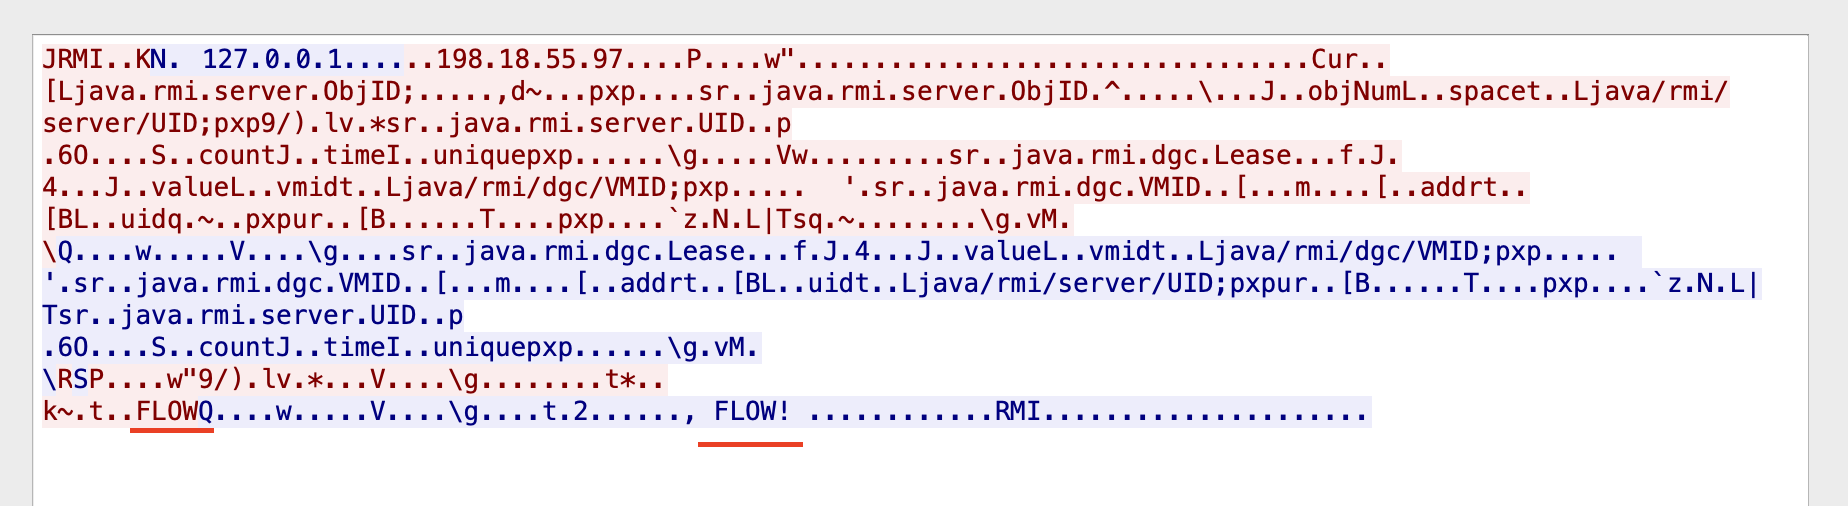 JRMI..KN. 127.0.0.1......198.18.55.97....P....w".................................Cur..
[Ljava.rmi.server.ObjID;.....,d~...pxp....sr..java.rmi.server.ObjID.^.....\...J..objNumL..spacet..Ljava/rmi/
server/UID;pxp9/).lv.*sr..java.rmi.server.UID..p
.6O....S..countJ..timeI..uniquepxp......\g.....Vw.........sr..java.rmi.dgc.Lease...f.J.
4...J..valueL..vmidt..Ljava/rmi/dgc/VMID;pxp.....  '.sr..java.rmi.dgc.VMID..[...m....[..addrt..
[BL..uidq.~..pxpur..[B......T....pxp....`z.N.L|Tsq.~........\g.vM.
\Q....w.....V....\g....sr..java.rmi.dgc.Lease...f.J.4...J..valueL..vmidt..Ljava/rmi/dgc/VMID;pxp.....
'.sr..java.rmi.dgc.VMID..[...m....[..addrt..[BL..uidt..Ljava/rmi/server/UID;pxpur..[B......T....pxp....`z.N.L|
Tsr..java.rmi.server.UID..p
.6O....S..countJ..timeI..uniquepxp......\g.vM.
\RSP....w"9/).lv.*...V....\g........t*..
k~.t..FLOWQ....w.....V....\g....t.2......, FLOW! ............RMI.....................